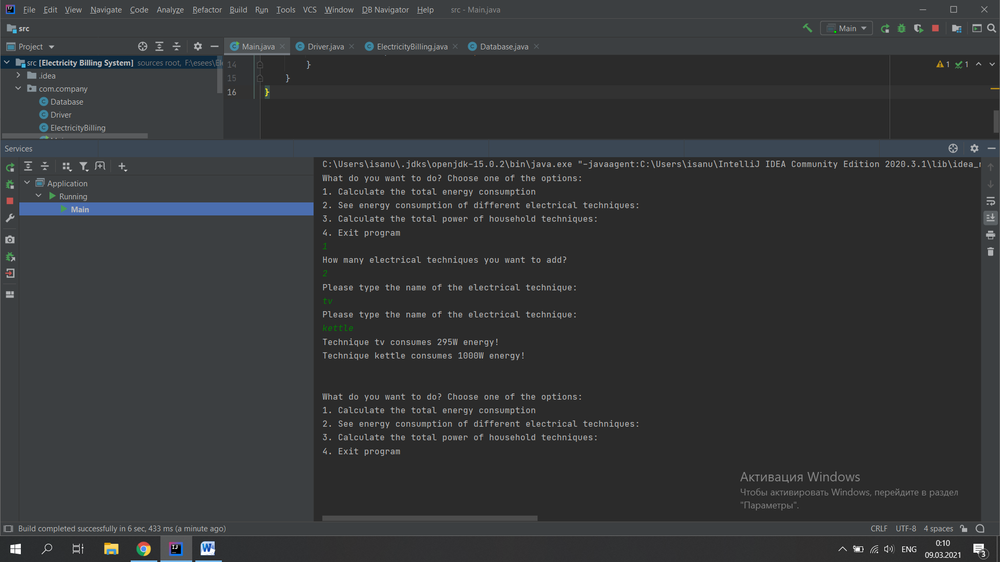 File Edit View Navigate Code Analyze Refactor Build Run Tools VCS Window DB Navigator Help src - Main.java
src
Main
Project
Main.java Driver.java ElectricityBilling.java Database.java
src [Electricity Billing System] sources root, F:\esees\Ele
.idea
com.company
Database
Driver
ElectricityBilling
14 }
15 }
16 }
1 1
Services
Application
Running
Main
C:\Users\isanu\.jdks\openjdk-15.0.2\bin\java.exe "-javaagent:C:\Users\isanu\IntelliJ IDEA Community Edition 2020.3.1\lib\idea_r
What do you want to do? Choose one of the options:
1. Calculate the total energy consumption
2. See energy consumption of different electrical techniques:
3. Calculate the total power of household techniques:
4. Exit program
1
How many electrical techniques you want to add?
2
Please type the name of the electrical technique:
tv
Please type the name of the electrical technique:
kettle
Technique tv consumes 295W energy!
Technique kettle consumes 1000W energy!
What do you want to do? Choose one of the options:
1. Calculate the total energy consumption
2. See energy consumption of different electrical techniques:
3. Calculate the total power of household techniques:
4. Exit program
Активация Windows
Чтобы активировать Windows, перейдите в раздел
"Параметры".
Build completed successfully in 6 sec, 433 ms (a minute ago)
CRLF UTF-8 4 spaces
ENG
0:10
09.03.2021
3